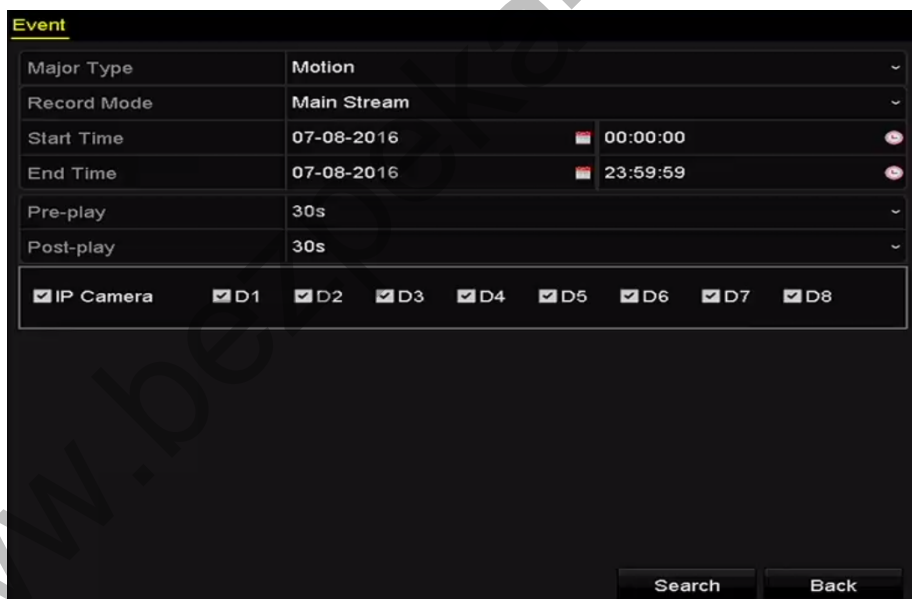 Event
Major Type Motion
Record Mode Main Stream
Start Time 07-08-2016 00:00:00
End Time 07-08-2016 23:59:59
Pre-play 30s
Post-play 30s
IP Camera D1 D2 D3 D4 D5 D6 D7 D8
Search Back